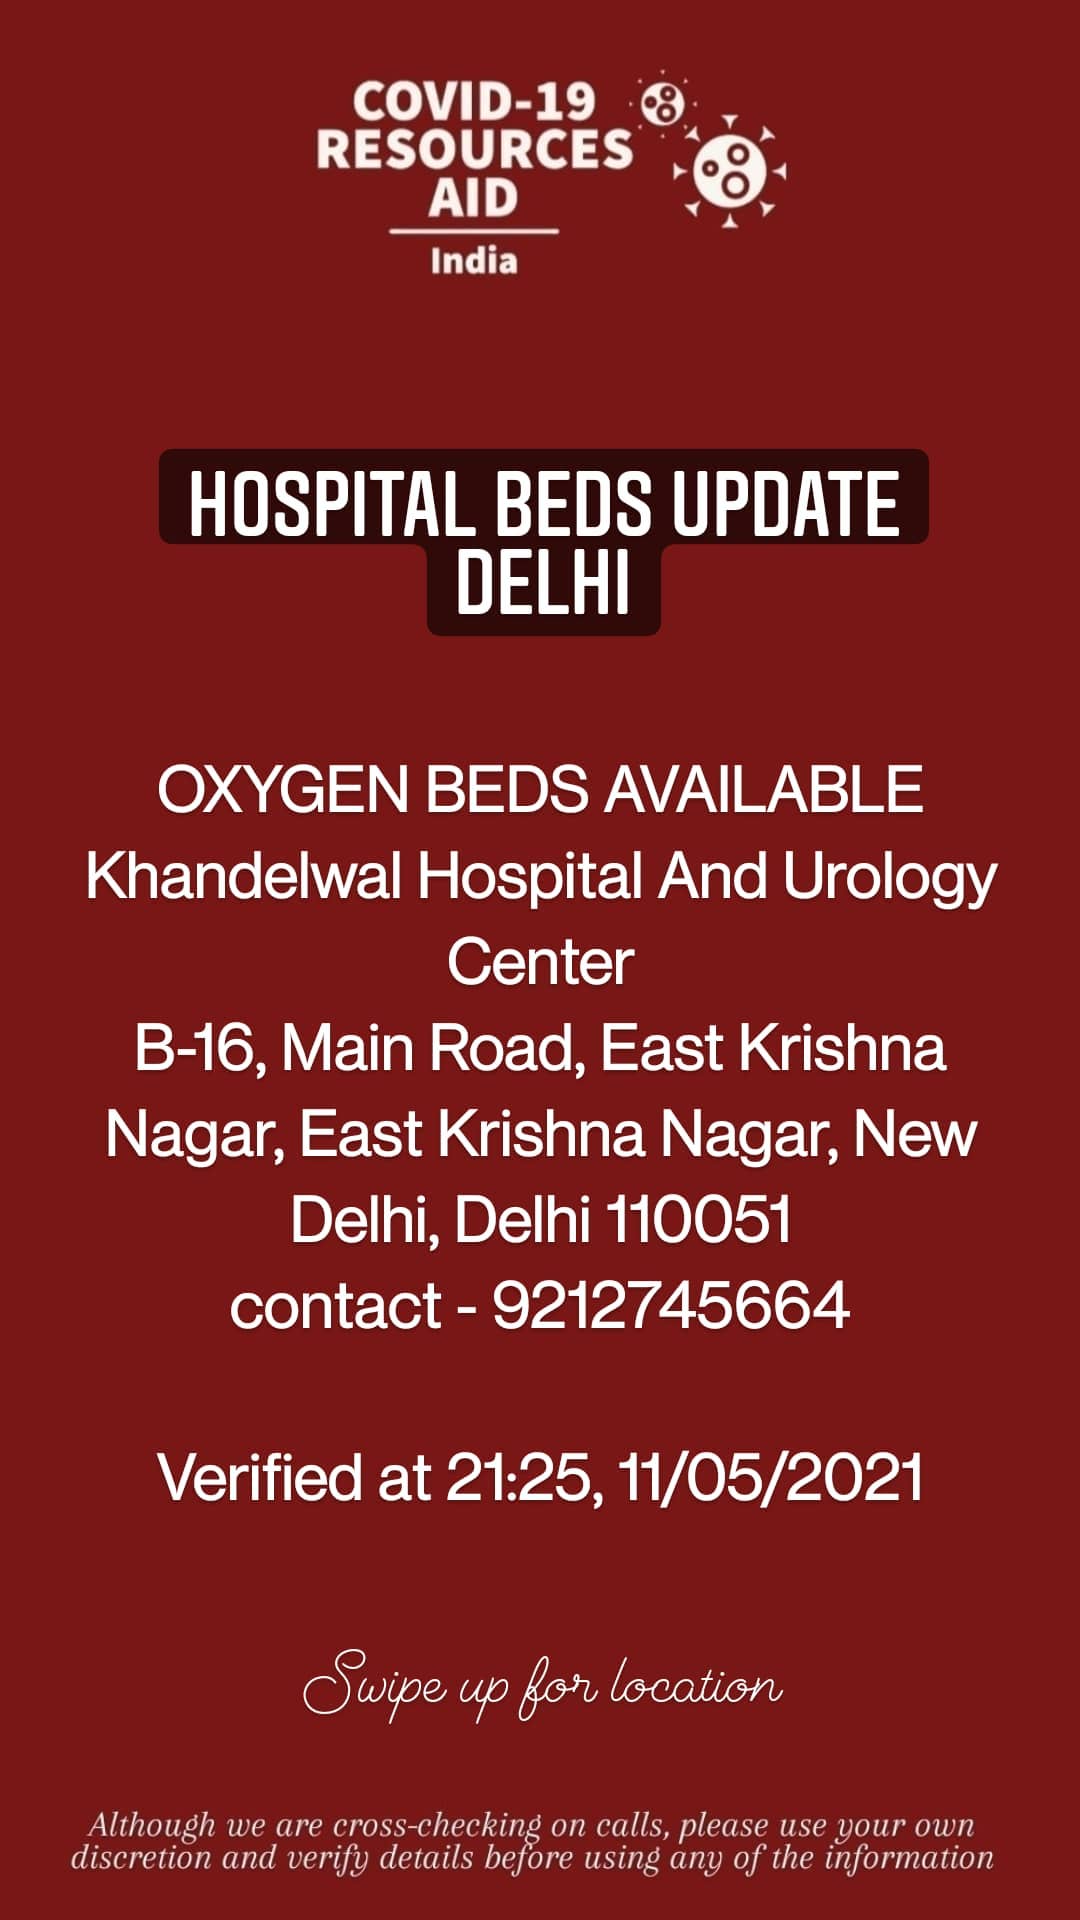 COVID-19
RESOURCES
AID
India
HOSPITAL BEDS UPDATE
DELHI
OXYGEN BEDS AVAILABLE
Khandelwal Hospital And Urology
Center
B-16, Main Road, East Krishna
Nagar, East Krishna Nagar, New
Delhi, Delhi 110051
contact - 9212745664
Verified at 21:25, 11/05/2021
Swipe up for location
Although we are cross-checking on calls, please use your own
discretion and verify details before using any of the information